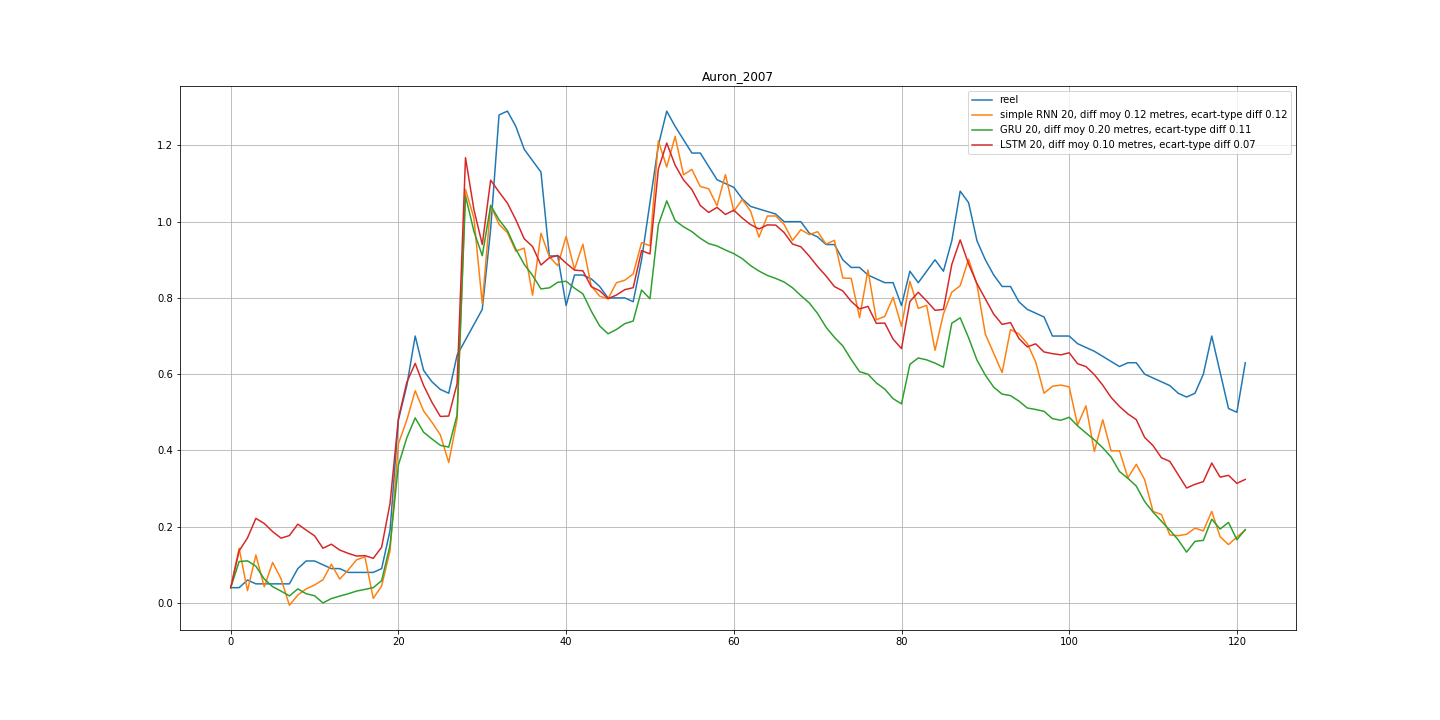 Auron_2007
reel
simple RNN 20, diff moy 0.12 metres, ecart-type diff 0.12
GRU 20, diff moy 0.20 metres, ecart-type diff 0.11
LSTM 20, diff moy 0.10 metres, ecart-type diff 0.07
1.2
1.0
0.8
0.6
0.4
0.2
0.0
0 20 40 60 80 100 120